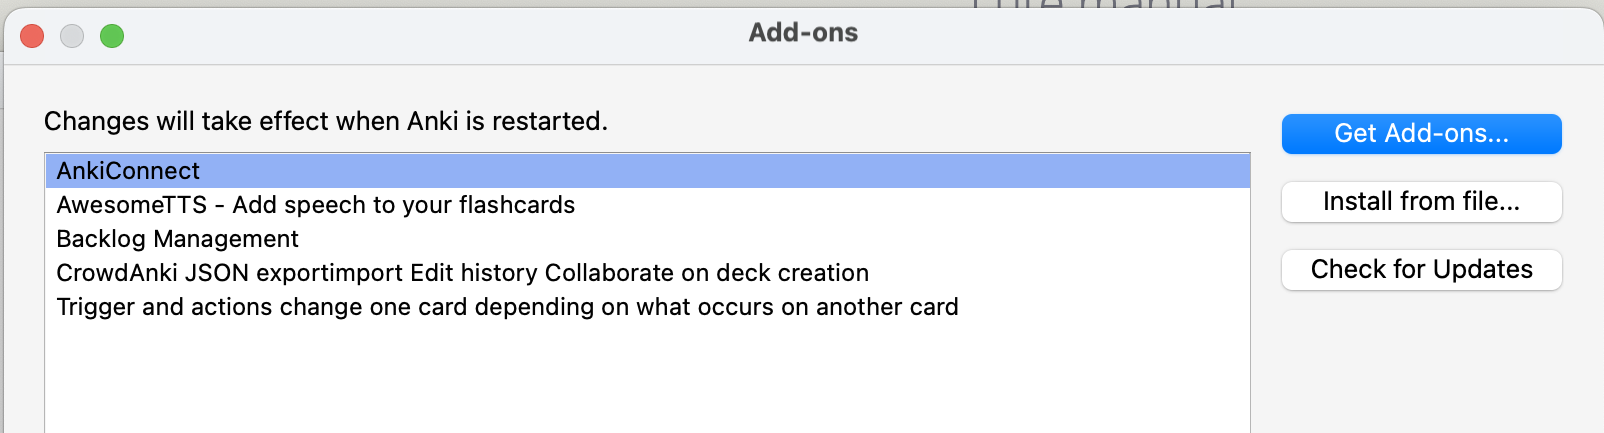 Add-ons
Changes will take effect when Anki is restarted.
AnkiConnect
AwesomeTTS - Add speech to your flashcards
Backlog Management
CrowdAnki JSON exportimport Edit history Collaborate on deck creation
Trigger and actions change one card depending on what occurs on another card
Get Add-ons...
Install from file...
Check for Updates